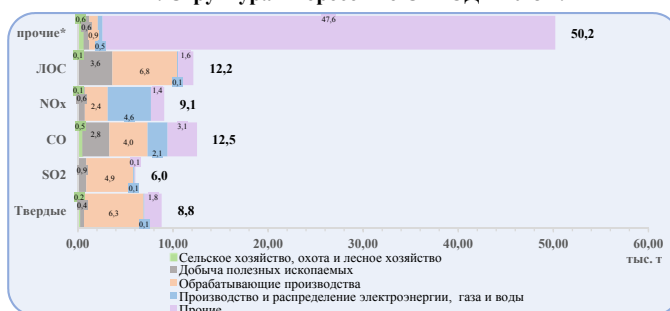 прочие*
0,6
0,6
0,9
0,5
47,6
50,2
ЛОС
0,1
3,6
6,8
0,1
1,6
12,2
NOx
0,1
0,6
2,4
4,6
1,4
9,1
CO
0,5
2,8
4,0
2,1
3,1
12,5
SO2
0,9
4,9
0,1
0,1
6,0
Твердые
0,2
0,4
6,3
0,1
1,8
8,8
0,00 10,00 20,00 30,00 40,00 50,00 60,00
тыс. т
Сельское хозяйство, охота и лесное хозяйство
Добыча полезных ископаемых
Обрабатывающие производства
Производство и распределение электроэнергии, газа и воды
Прочие